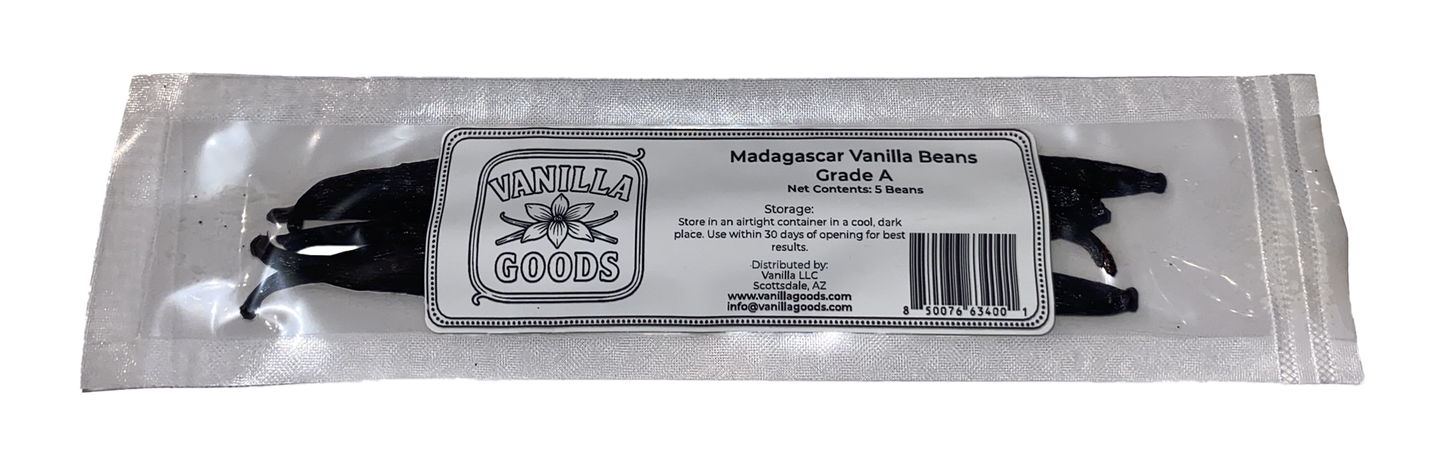 VANILLA
GOODS
Madagascar Vanilla Beans
Grade A
Net Contents: 5 Beans
Storage:
Store in an airtight container in a cool, dark
place. Use within 30 days of opening for best
results.
Distributed by:
Vanilla LLC
Scottsdale, AZ
www.vanillagoods.com
info@vanillagoods.com
8 50076 63400 1